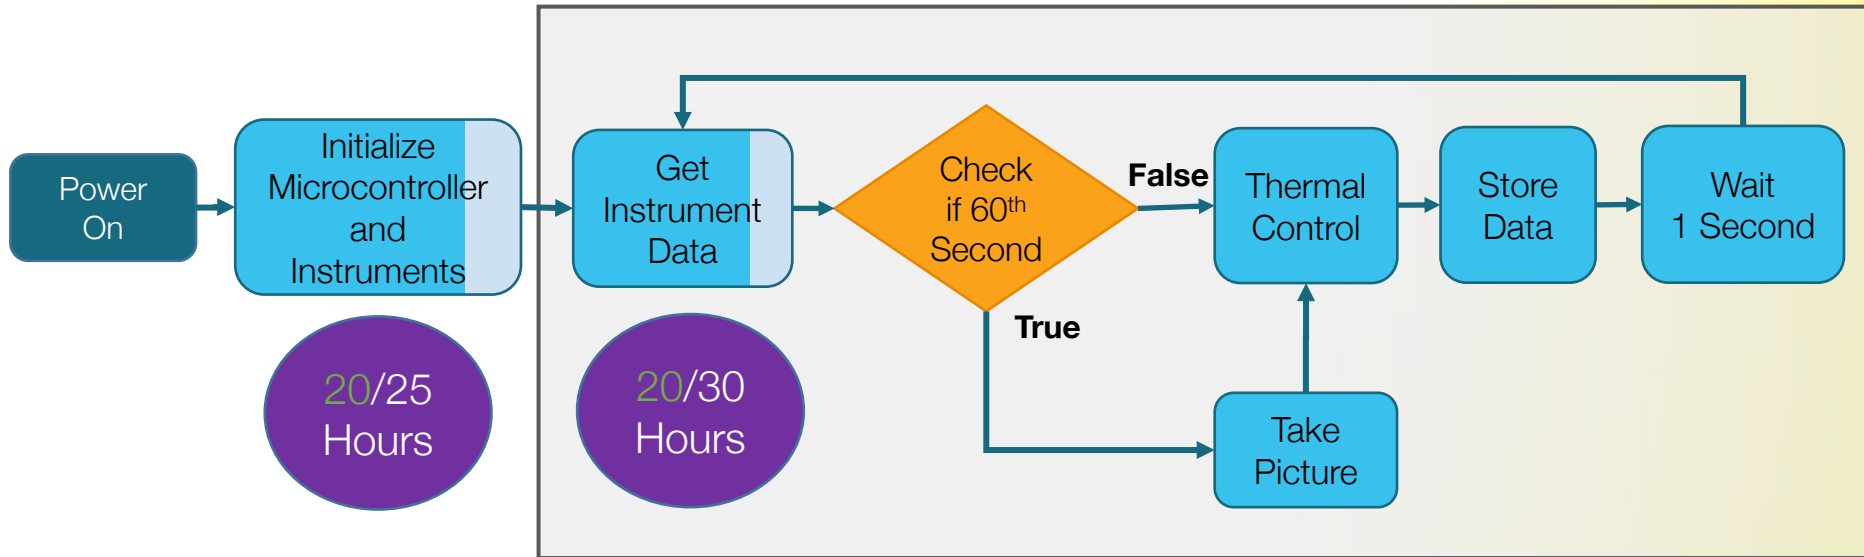 Power
On
Initialize
Microcontroller
and
Instruments
20/25
Hours
Get
Instrument
Data
20/30
Hours
Check
if 60th
Second
False
True
Thermal
Control
Take
Picture
Store
Data
Wait
1 Second